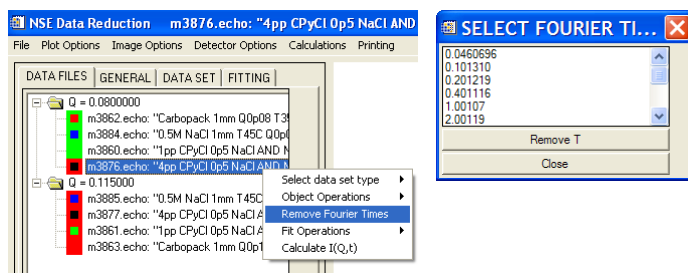 NSE Data Reduction m3876.echo: "4pp CPyCl 0p5 NaCl AND
File Plot Options Image Options Detector Options Calculations Printing
DATA FILES GENERAL DATA SET FITTING
Q = 0.0800000
m3862.echo: "Carbopack 1mm Q0p08
m3884.echo: "0.5M NaCl 1mm T45C
m3860.echo: "1pp CPyCl 0p5 NaCl AND
m3876.echo: "4pp CPyCl 0p5 NaCl AND
Q = 0.115000
m3885.echo: "0.5M NaCl 1mm T45C
m3877.echo: "4pp CPyCl 0p5 NaCl
m3861.echo: "1pp CPyCl 0p5 NaCl
m3863.echo: "Carbopack 1mm
Select data set type
Object Operations
Remove Fourier Times
Fit Operations
Calculate I(Q,t)
SELECT FOURIER TI...
0.0460696
0.101310
0.201219
0.401116
1.00107
2.00119
Remove T
Close